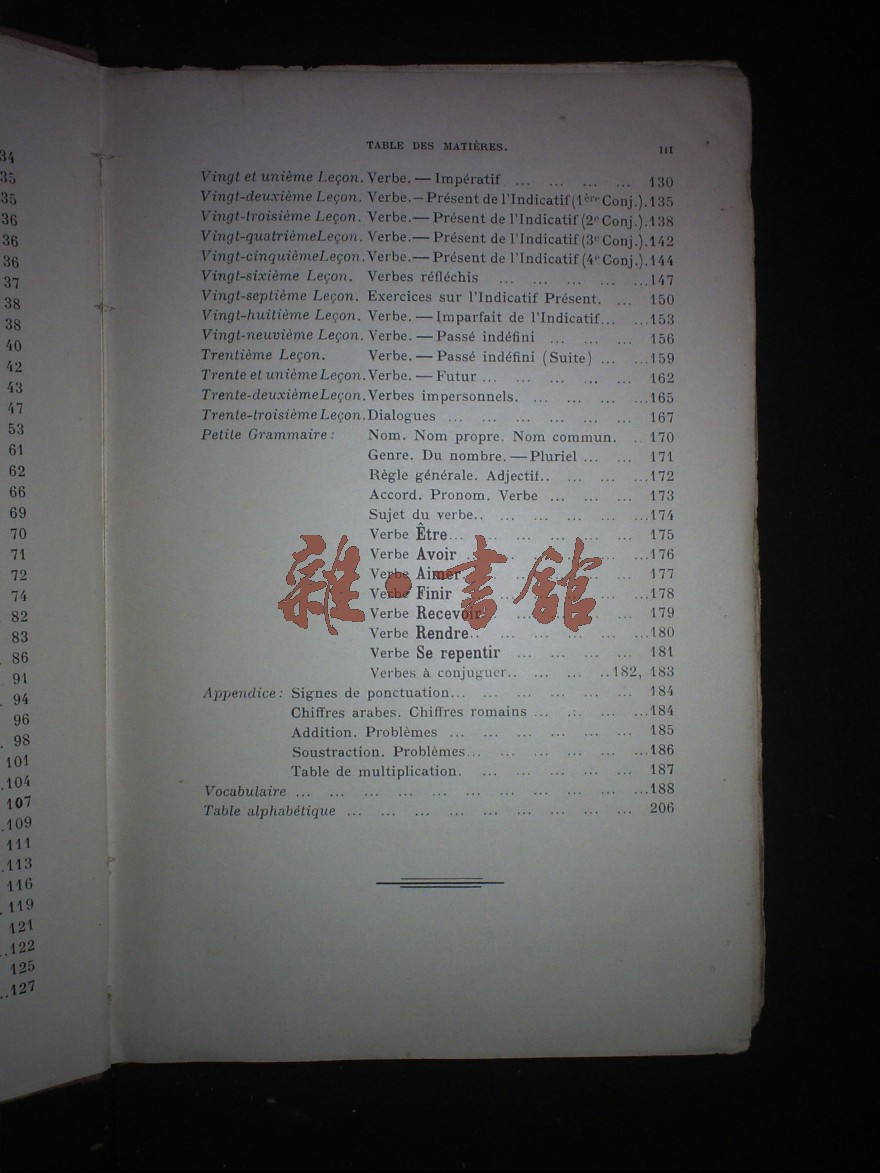 34
35
35
36
36
36
37
38
38
40
42
43
47
53
61
62
66
69
70
71
72
74
82
83
86
91
94
96
98
101
.104
107
.109
111
.113
116
.119
121
..122
125
..127
TABLE DES MATIÈRES. III
Vingt et unième Leçon. Verbe. — Impératif ... ... ... ... 130
Vingt-deuxième Leçon. Verbe.—Présent de l'Indicatif (1ère Conj.).135
Vingt-troisième Leçon. Verbe.— Présent de l'Indicatif (2e Conj.).138
Vingt-quatrième Leçon. Verbe.— Présent de l'Indicatif (3e Conj.).142
Vingt-cinquième Leçon. Verbe.— Présent de l'Indicatif (4e Conj.).144
Vingt-sixième Leçon. Verbes réfléchis ... ... ... ... ...147
Vingt-septième Leçon. Exercices sur l'Indicatif Présent. ... 150
Vingt-huitième Leçon. Verbe. — Imparfait de l'Indicatif... ...153
Vingt-neuvième Leçon. Verbe. — Passé indéfini ... ... ... 156
Trentième Leçon. Verbe. — Passé indéfini (Suite) ... ...159
Trente et unième Leçon. Verbe. — Futur ... ... ... ... ... 162
Trente-deuxième Leçon. Verbes impersonnels. ... ... ... ...165
Trente-troisième Leçon. Dialogues ... ... ... ... ... ... 167
Petite Grammaire : Nom. Nom propre. Nom commun. .. 170
Genre. Du nombre. — Pluriel ... ... 171
Règle générale. Adjectif.. ... ... ...172
Accord. Pronom. Verbe ... ... ... 173
Sujet du verbe.. ... ... ... ... ...174
Verbe Être... ... ... ... ... ... 175
Verbe Avoir ... ... ... ... ... ...176
Verbe Aimer ... ... ... ... ... 177
Verbe Finir ... ... ... ... ... ...178
Verbe Recevoir. ... ... ... ... 179
Verbe Rendre.. ... ... ... ... ...180
Verbe Se repentir ... ... ... ... 181
Verbes à conjuguer.. ... ... ... ..182, 183
Appendice : Signes de ponctuation... ... ... ... ... ... 184
Chiffres arabes. Chiffres romains ... ... ... ...184
Addition. Problèmes ... ... ... ... ... ... 185
Soustraction. Problèmes... ... ... ... ... ...186
Table de multiplication. ... ... ... ... ... 187
Vocabulaire ... ... ... ... ... ... ... ... ... ... ...188
Table alphabétique ... ... ... ... ... ... ... ... ... 206
雜·書館